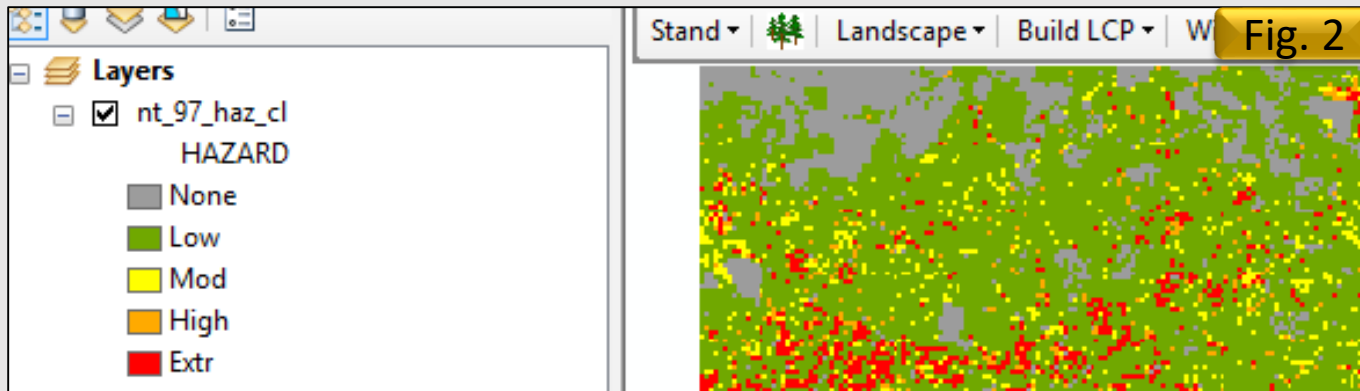 Stand Landscape Build LCP Fig. 2
Layers
nt_97_haz_cl
HAZARD
None
Low
Mod
High
Extr